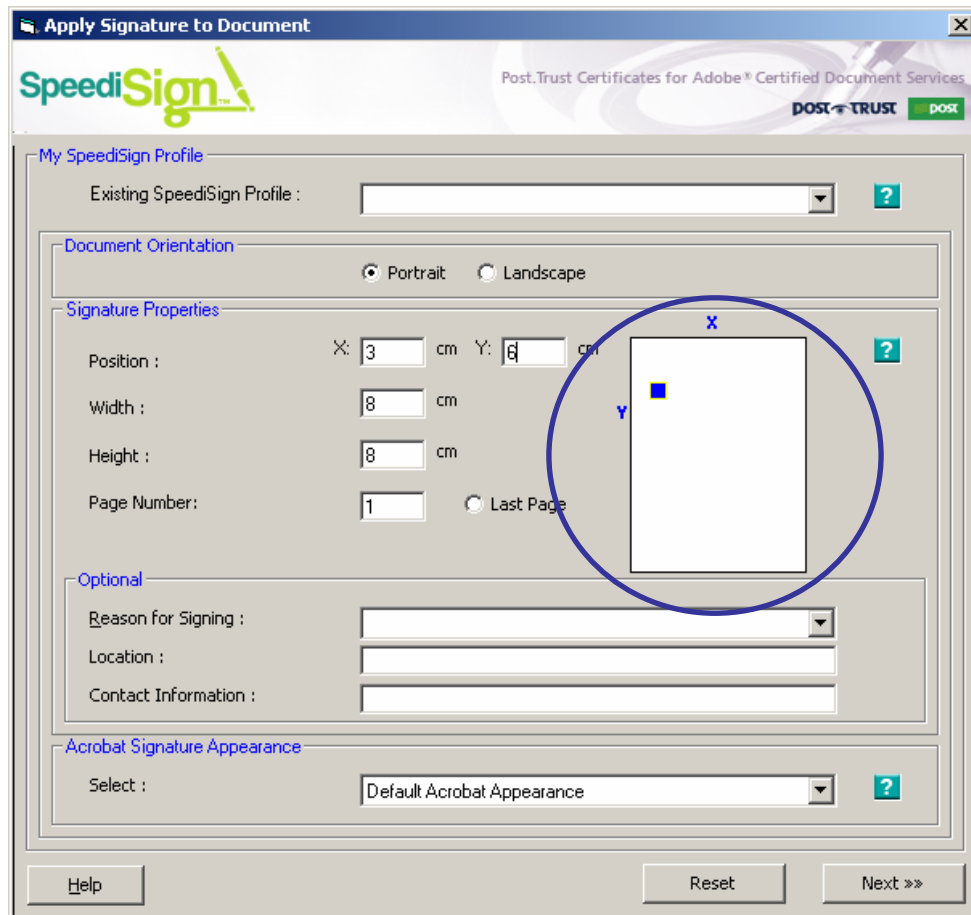 Apply Signature to Document
SpeediSign™
Post.Trust Certificates for Adobe® Certified Document Services
POST TRUST post
My SpeediSign Profile
Existing SpeediSign Profile : ?
Document Orientation
Portrait Landscape
Signature Properties
X
Position : X: 3 cm Y: 6 cm ?
Width : 8 cm Y
Height : 8 cm
Page Number: 1 Last Page
Optional
Reason for Signing :
Location :
Contact Information :
Acrobat Signature Appearance
Select : Default Acrobat Appearance ?
Help Reset Next »»